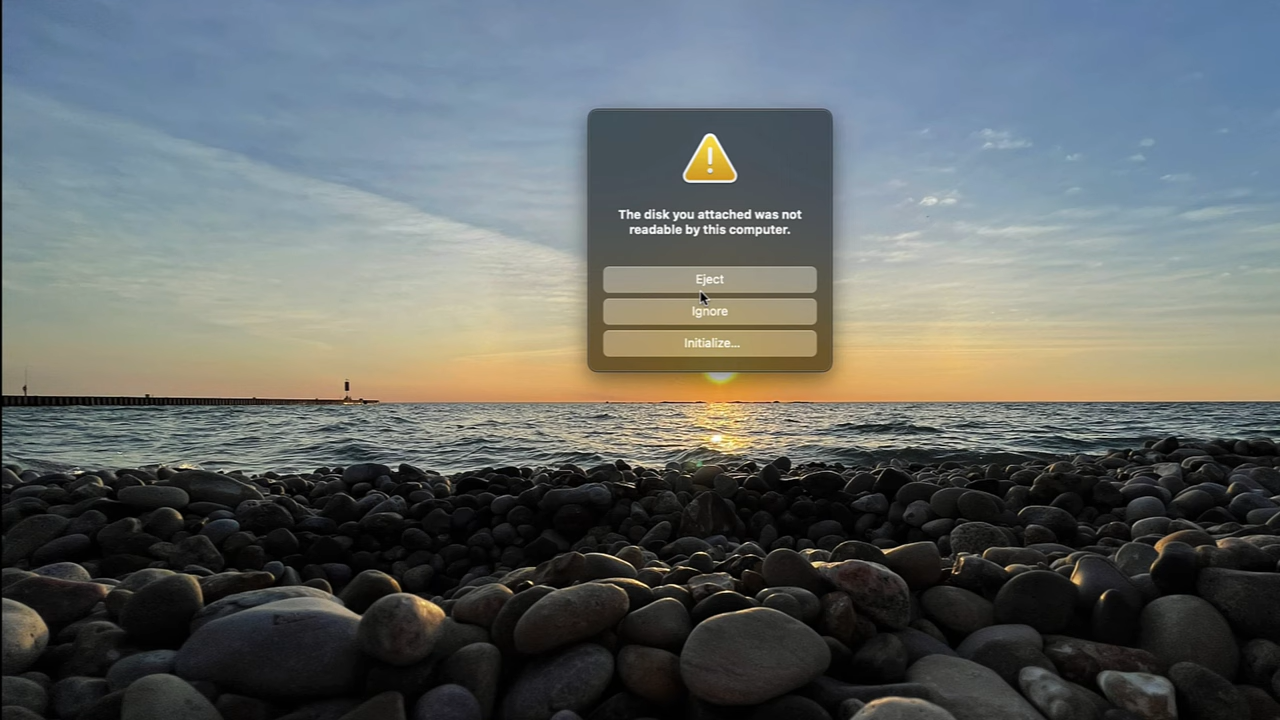 The disk you attached was not
readable by this computer.
Eject
Ignore
Initialize...